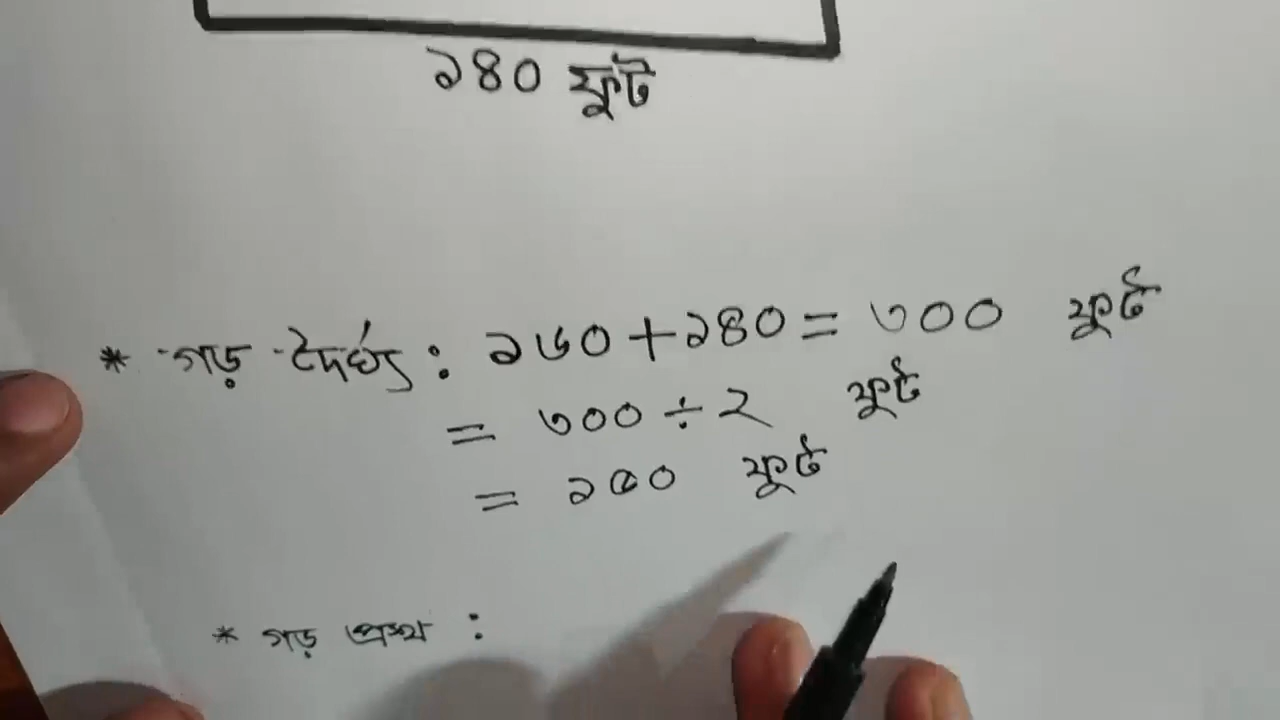 ১৪০ ফুট
* গড় দৈর্ঘ্য : ১৬০ + ১৪০ = ৩০০ ফুট
= ৩০০ ÷ ২ ফুট
= ১৫০ ফুট
* গড় প্রস্থ :